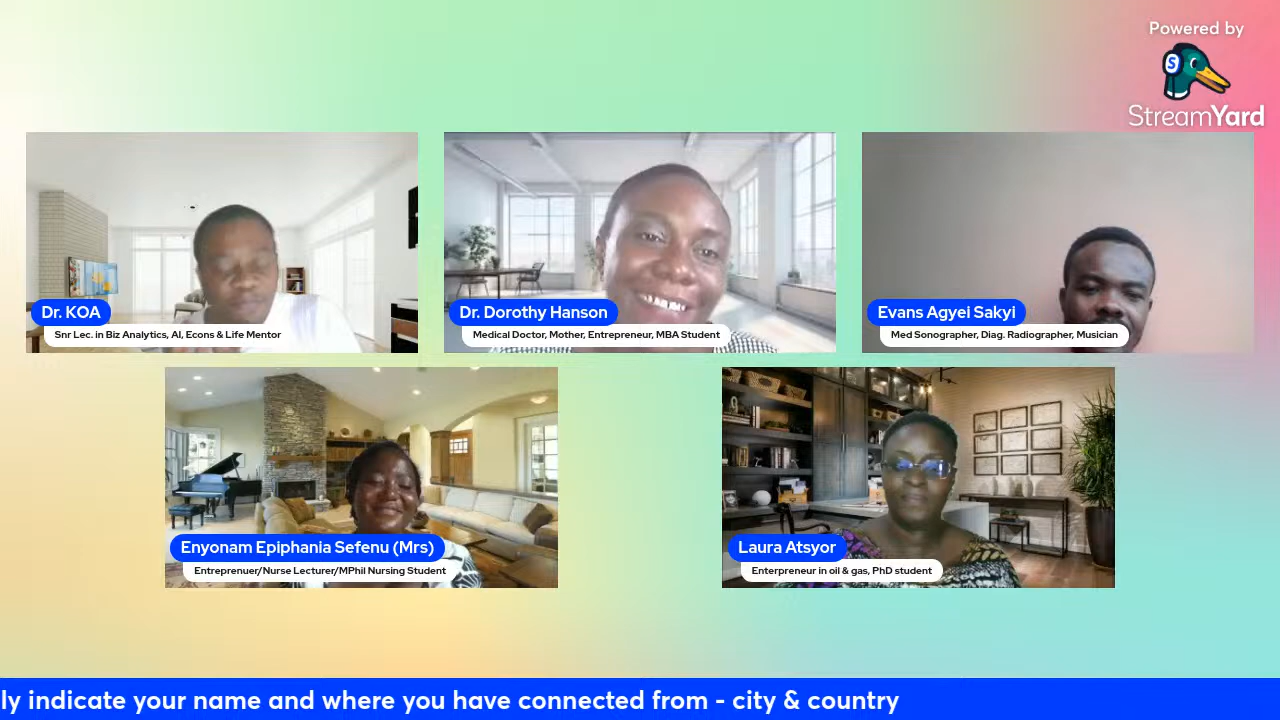 Powered by
S
StreamYard
Dr. KOA
Snr Lec. in Biz Analytics, AI, Econs & Life Mentor
Dr. Dorothy Hanson
Medical Doctor, Mother, Entrepreneur, MBA Student
Evans Agyei Sakyi
Med Sonographer, Diag. Radiographer, Musician
Enyonam Epiphania Sefenu (Mrs)
Entreprenuer/Nurse Lecturer/MPhil Nursing Student
Laura Atsyor
Enterpreneur in oil & gas, PhD student
ly indicate your name and where you have connected from - city & country